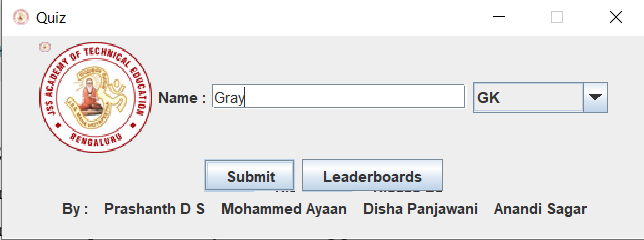 Quiz
JSS ACADEMY OF TECHNICAL EDUCATION
BENGALURU
Name : Gray GK
Submit Leaderboards
By : Prashanth D S Mohammed Ayaan Disha Panjawani Anandi Sagar